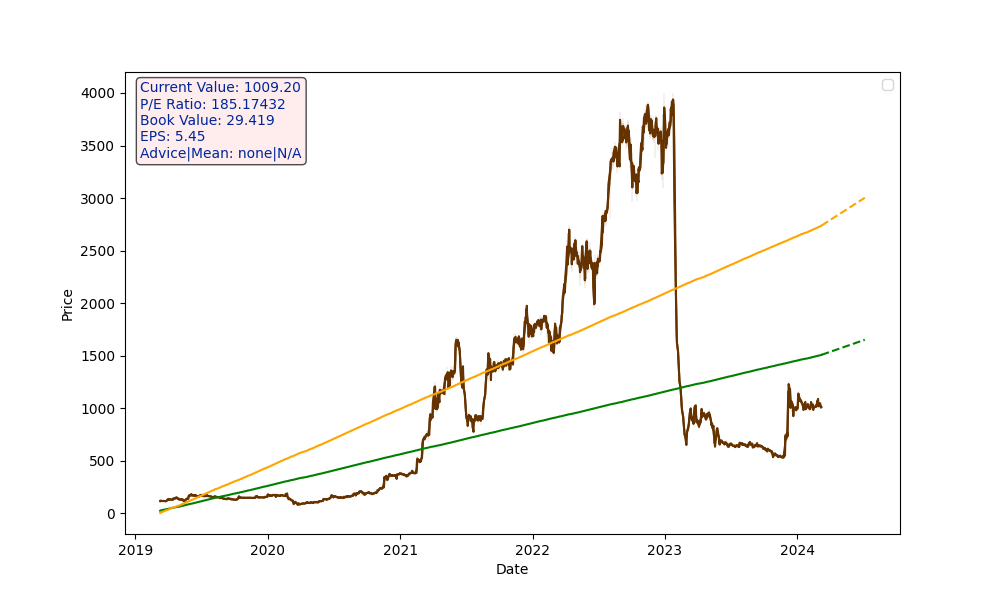 Current Value: 1009.20
P/E Ratio: 185.17432
Book Value: 29.419
EPS: 5.45
Advice|Mean: none|N/A
4000
3500
3000
2500
2000
1500
1000
500
0
Price
2019 2020 2021 2022 2023 2024
Date